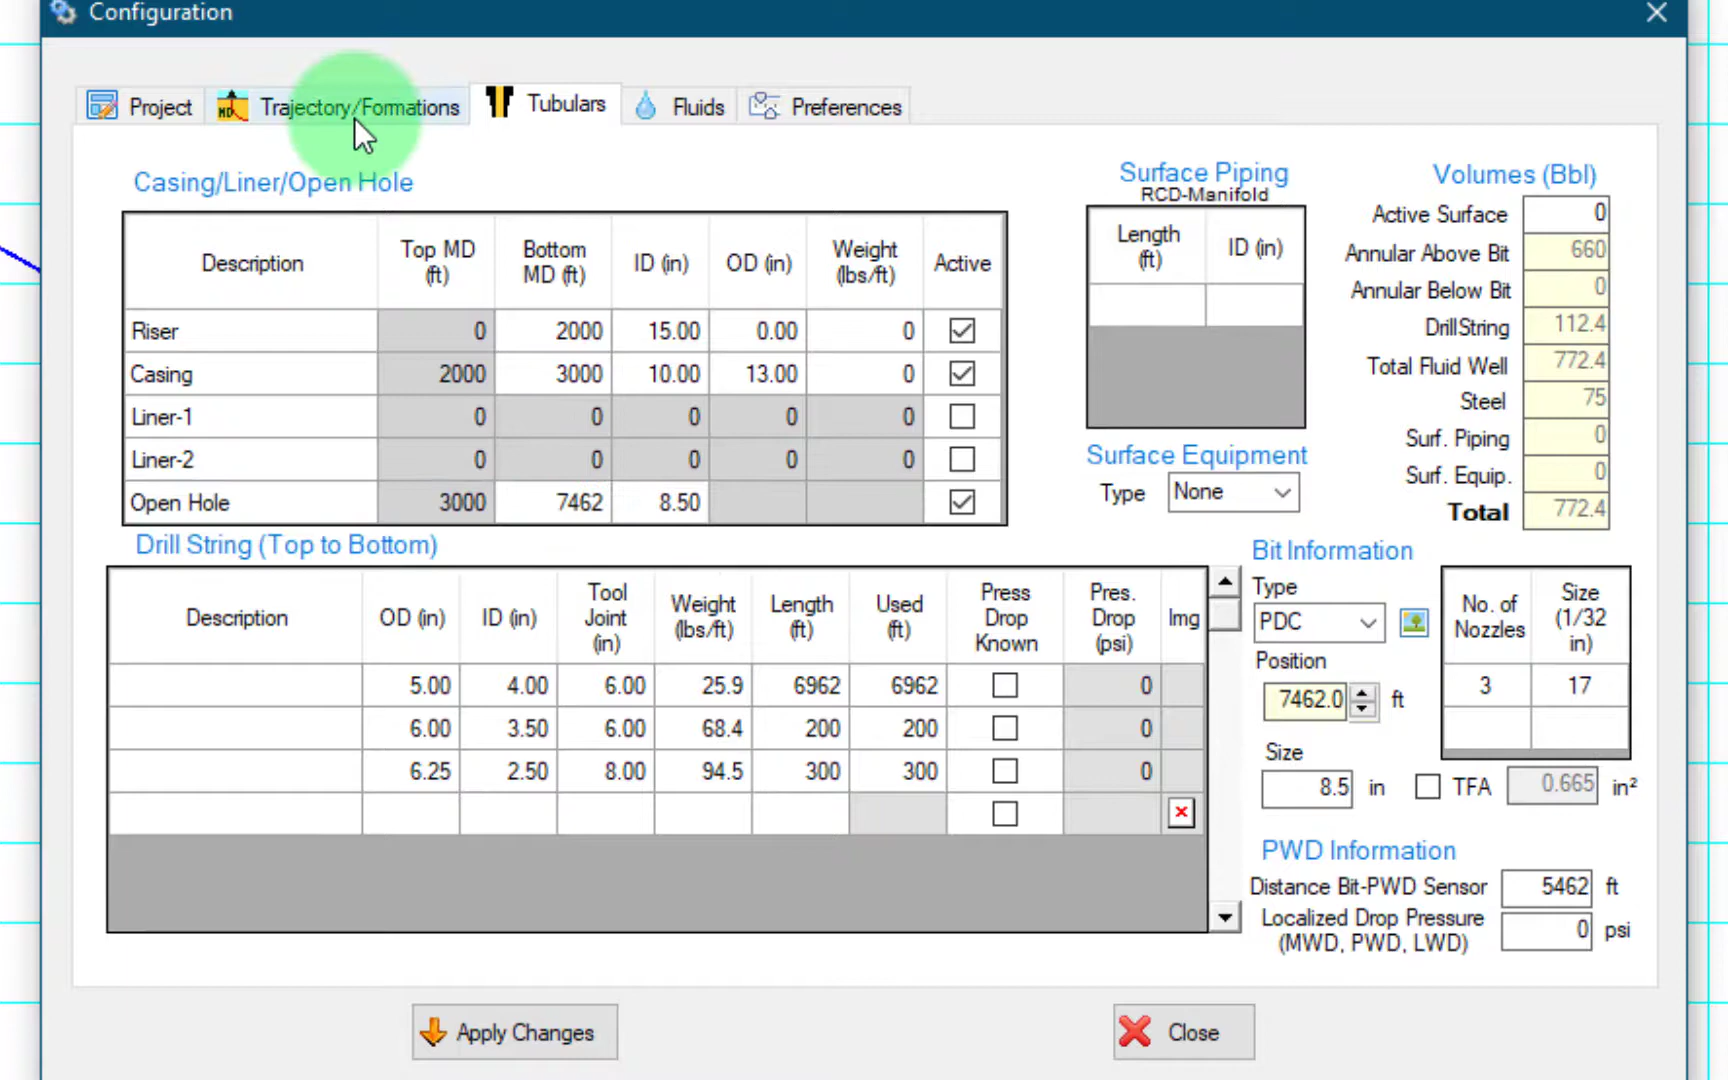 Configuration
Project Trajectory/Formations Tubulars Fluids Preferences
Casing/Liner/Open Hole
Description Top MD (ft) Bottom MD (ft) ID (in) OD (in) Weight (lbs/ft) Active
Riser 0 2000 15.00 0.00 0
Casing 2000 3000 10.00 13.00 0
Liner-1 0 0 0 0 0
Liner-2 0 0 0 0 0
Open Hole 3000 7462 8.50
Surface Piping
RCD-Manifold
Length (ft) ID (in)
Surface Equipment
Type None
Volumes (Bbl)
Active Surface 0
Annular Above Bit 660
Annular Below Bit 0
DrillString 112.4
Total Fluid Well 772.4
Steel 75
Surf. Piping 0
Surf. Equip. 0
Total 772.4
Drill String (Top to Bottom)
Description OD (in) ID (in) Tool Joint (in) Weight (lbs/ft) Length (ft) Used (ft) Press Drop Known Pres. Drop (psi) Img
5.00 4.00 6.00 25.9 6962 6962 0
6.00 3.50 6.00 68.4 200 200 0
6.25 2.50 8.00 94.5 300 300 0
Bit Information
Type
PDC
Position
7462.0 ft
Size
8.5 in
No. of Nozzles Size (1/32 in)
3 17
TFA 0.665 in²
PWD Information
Distance Bit-PWD Sensor 5462 ft
Localized Drop Pressure
(MWD, PWD, LWD) 0 psi
Apply Changes Close